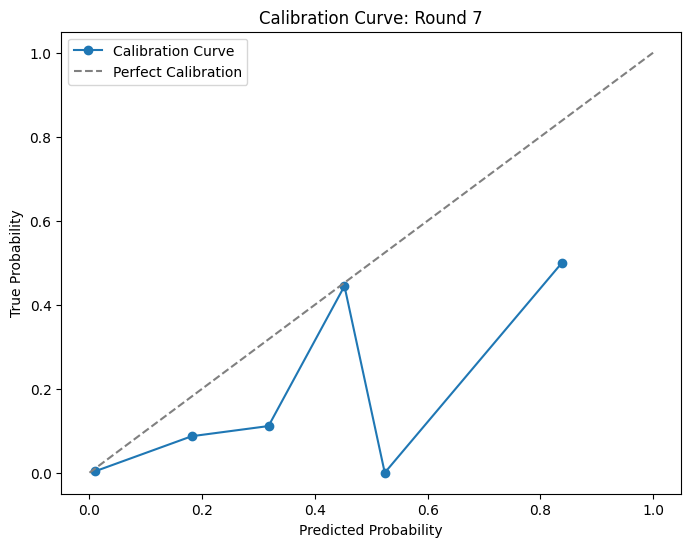 Calibration Curve: Round 7
Calibration Curve
Perfect Calibration
1.0
0.8
0.6
0.4
0.2
0.0
True Probability
0.0 0.2 0.4 0.6 0.8 1.0
Predicted Probability